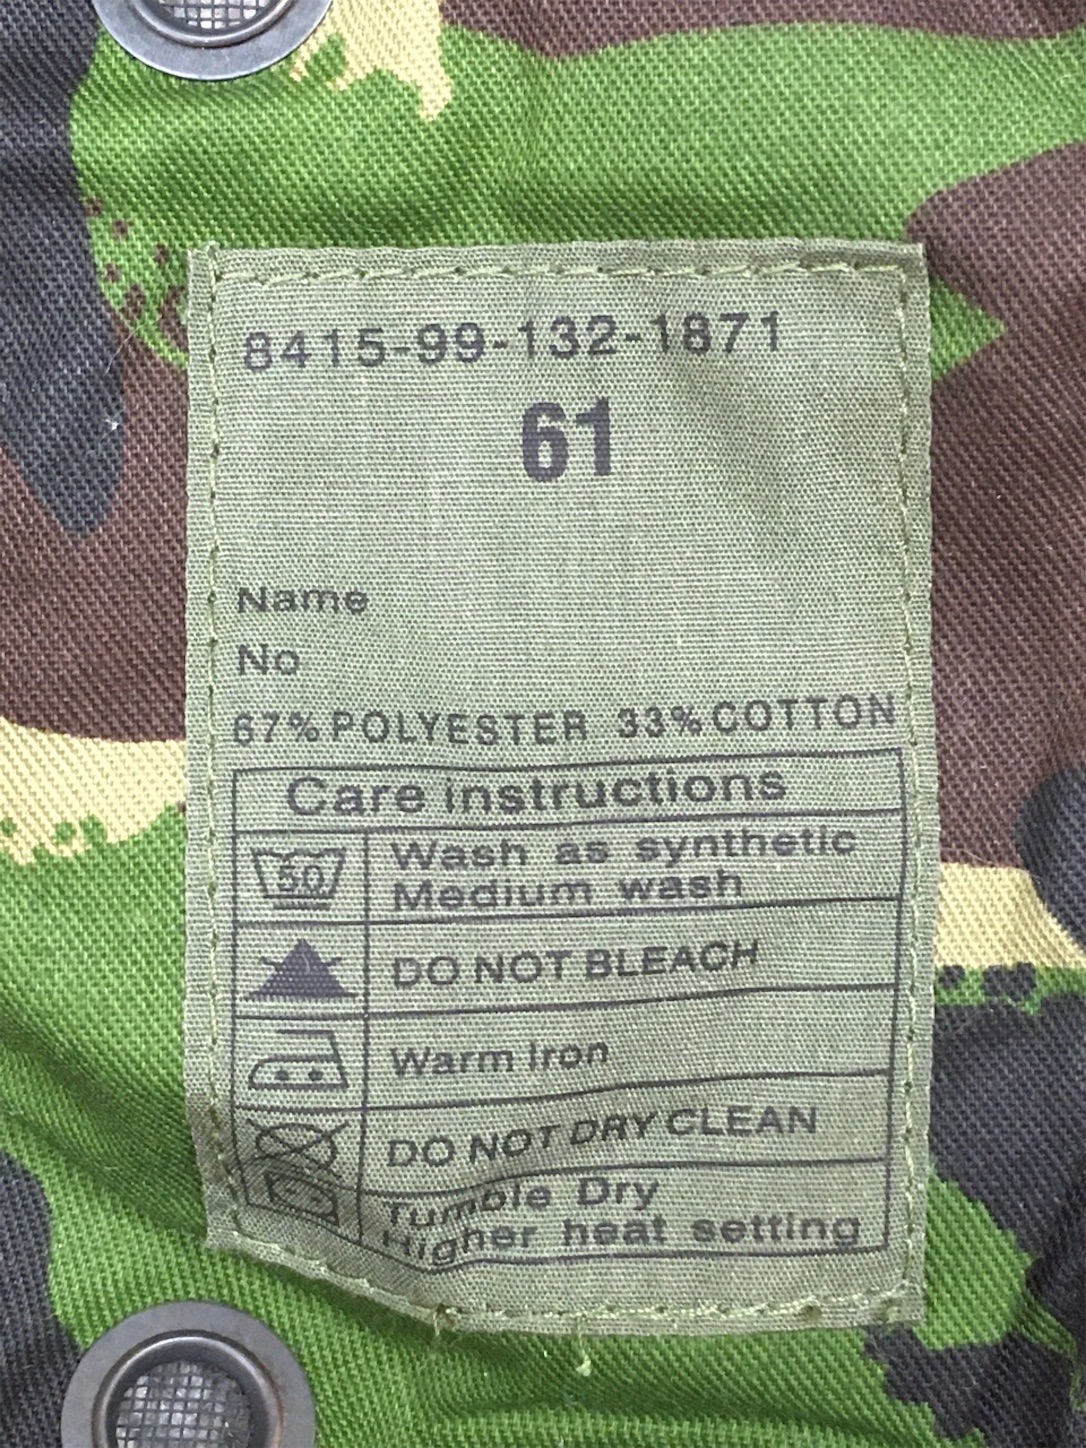 8415-99-132-1871
61
Name
No
67% POLYESTER 33% COTTON
Care instructions
50
Wash as synthetic
Medium wash
DO NOT BLEACH
Warm iron
DO NOT DRY CLEAN
Tumble Dry
Higher heat setting